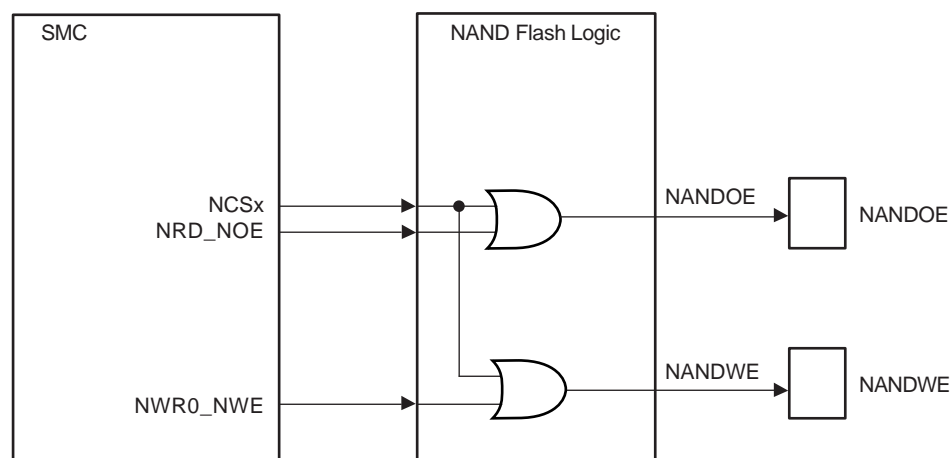 SMC
NAND Flash Logic
NCSx
NRD_NOE
NANDOE
NANDOE
NWR0_NWE
NANDWE
NANDWE